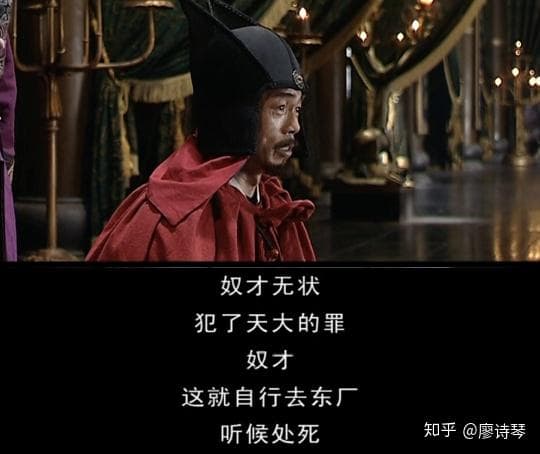 奴才无状
犯了天大的罪
奴才
这就自行去东厂
听候处死
知乎 @廖诗琴